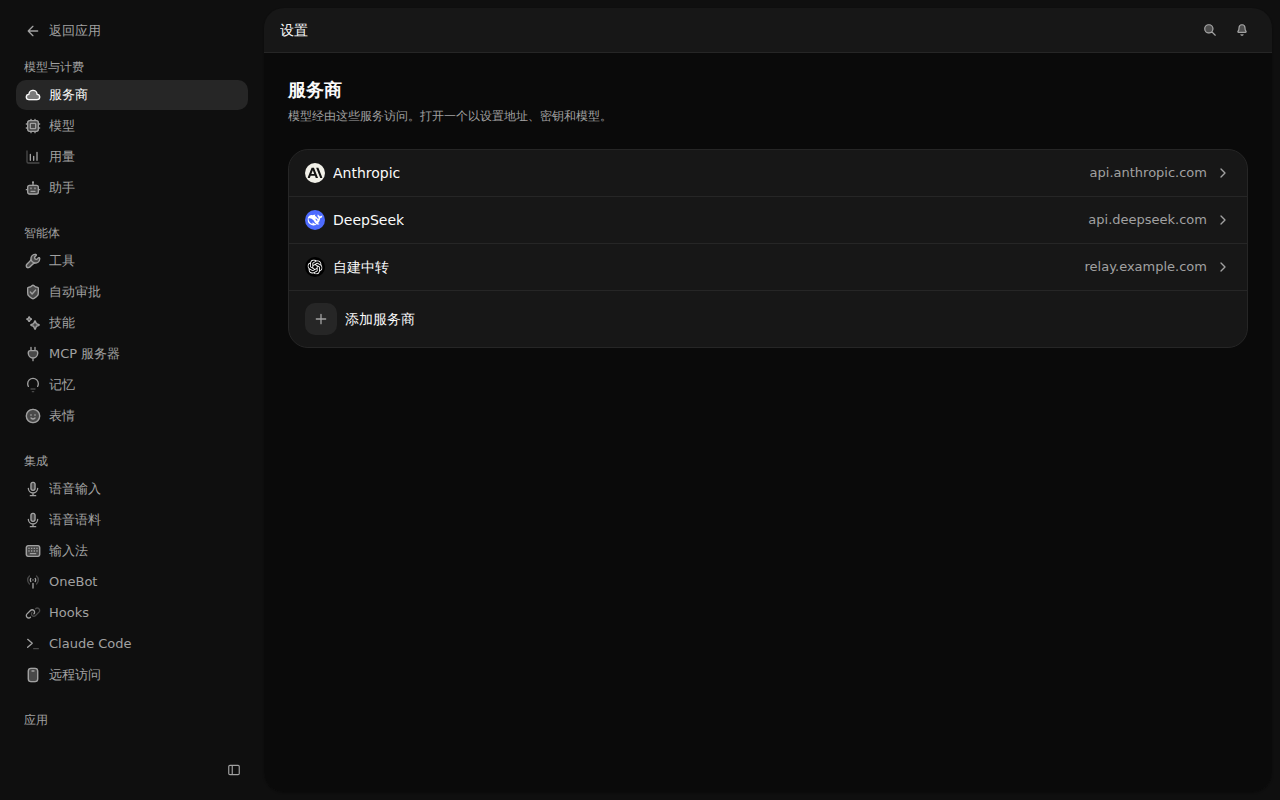 返回应用
模型与计费
服务商
模型
用量
助手
智能体
工具
自动审批
技能
MCP 服务器
记忆
表情
集成
语音输入
语音语料
输入法
OneBot
Hooks
Claude Code
远程访问
应用
设置
服务商
模型经由这些服务访问。打开一个以设置地址、密钥和模型。
Anthropic api.anthropic.com
DeepSeek api.deepseek.com
自建中转 relay.example.com
添加服务商